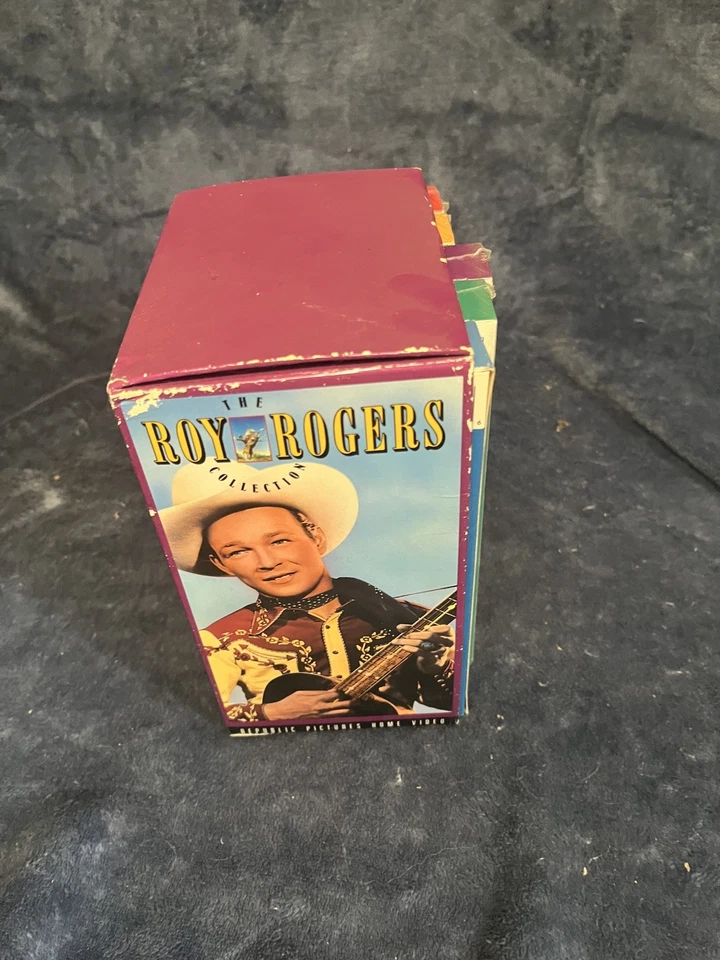 THE
ROY ROGERS
COLLECTION
REPUBLIC PICTURES HOME VIDEO